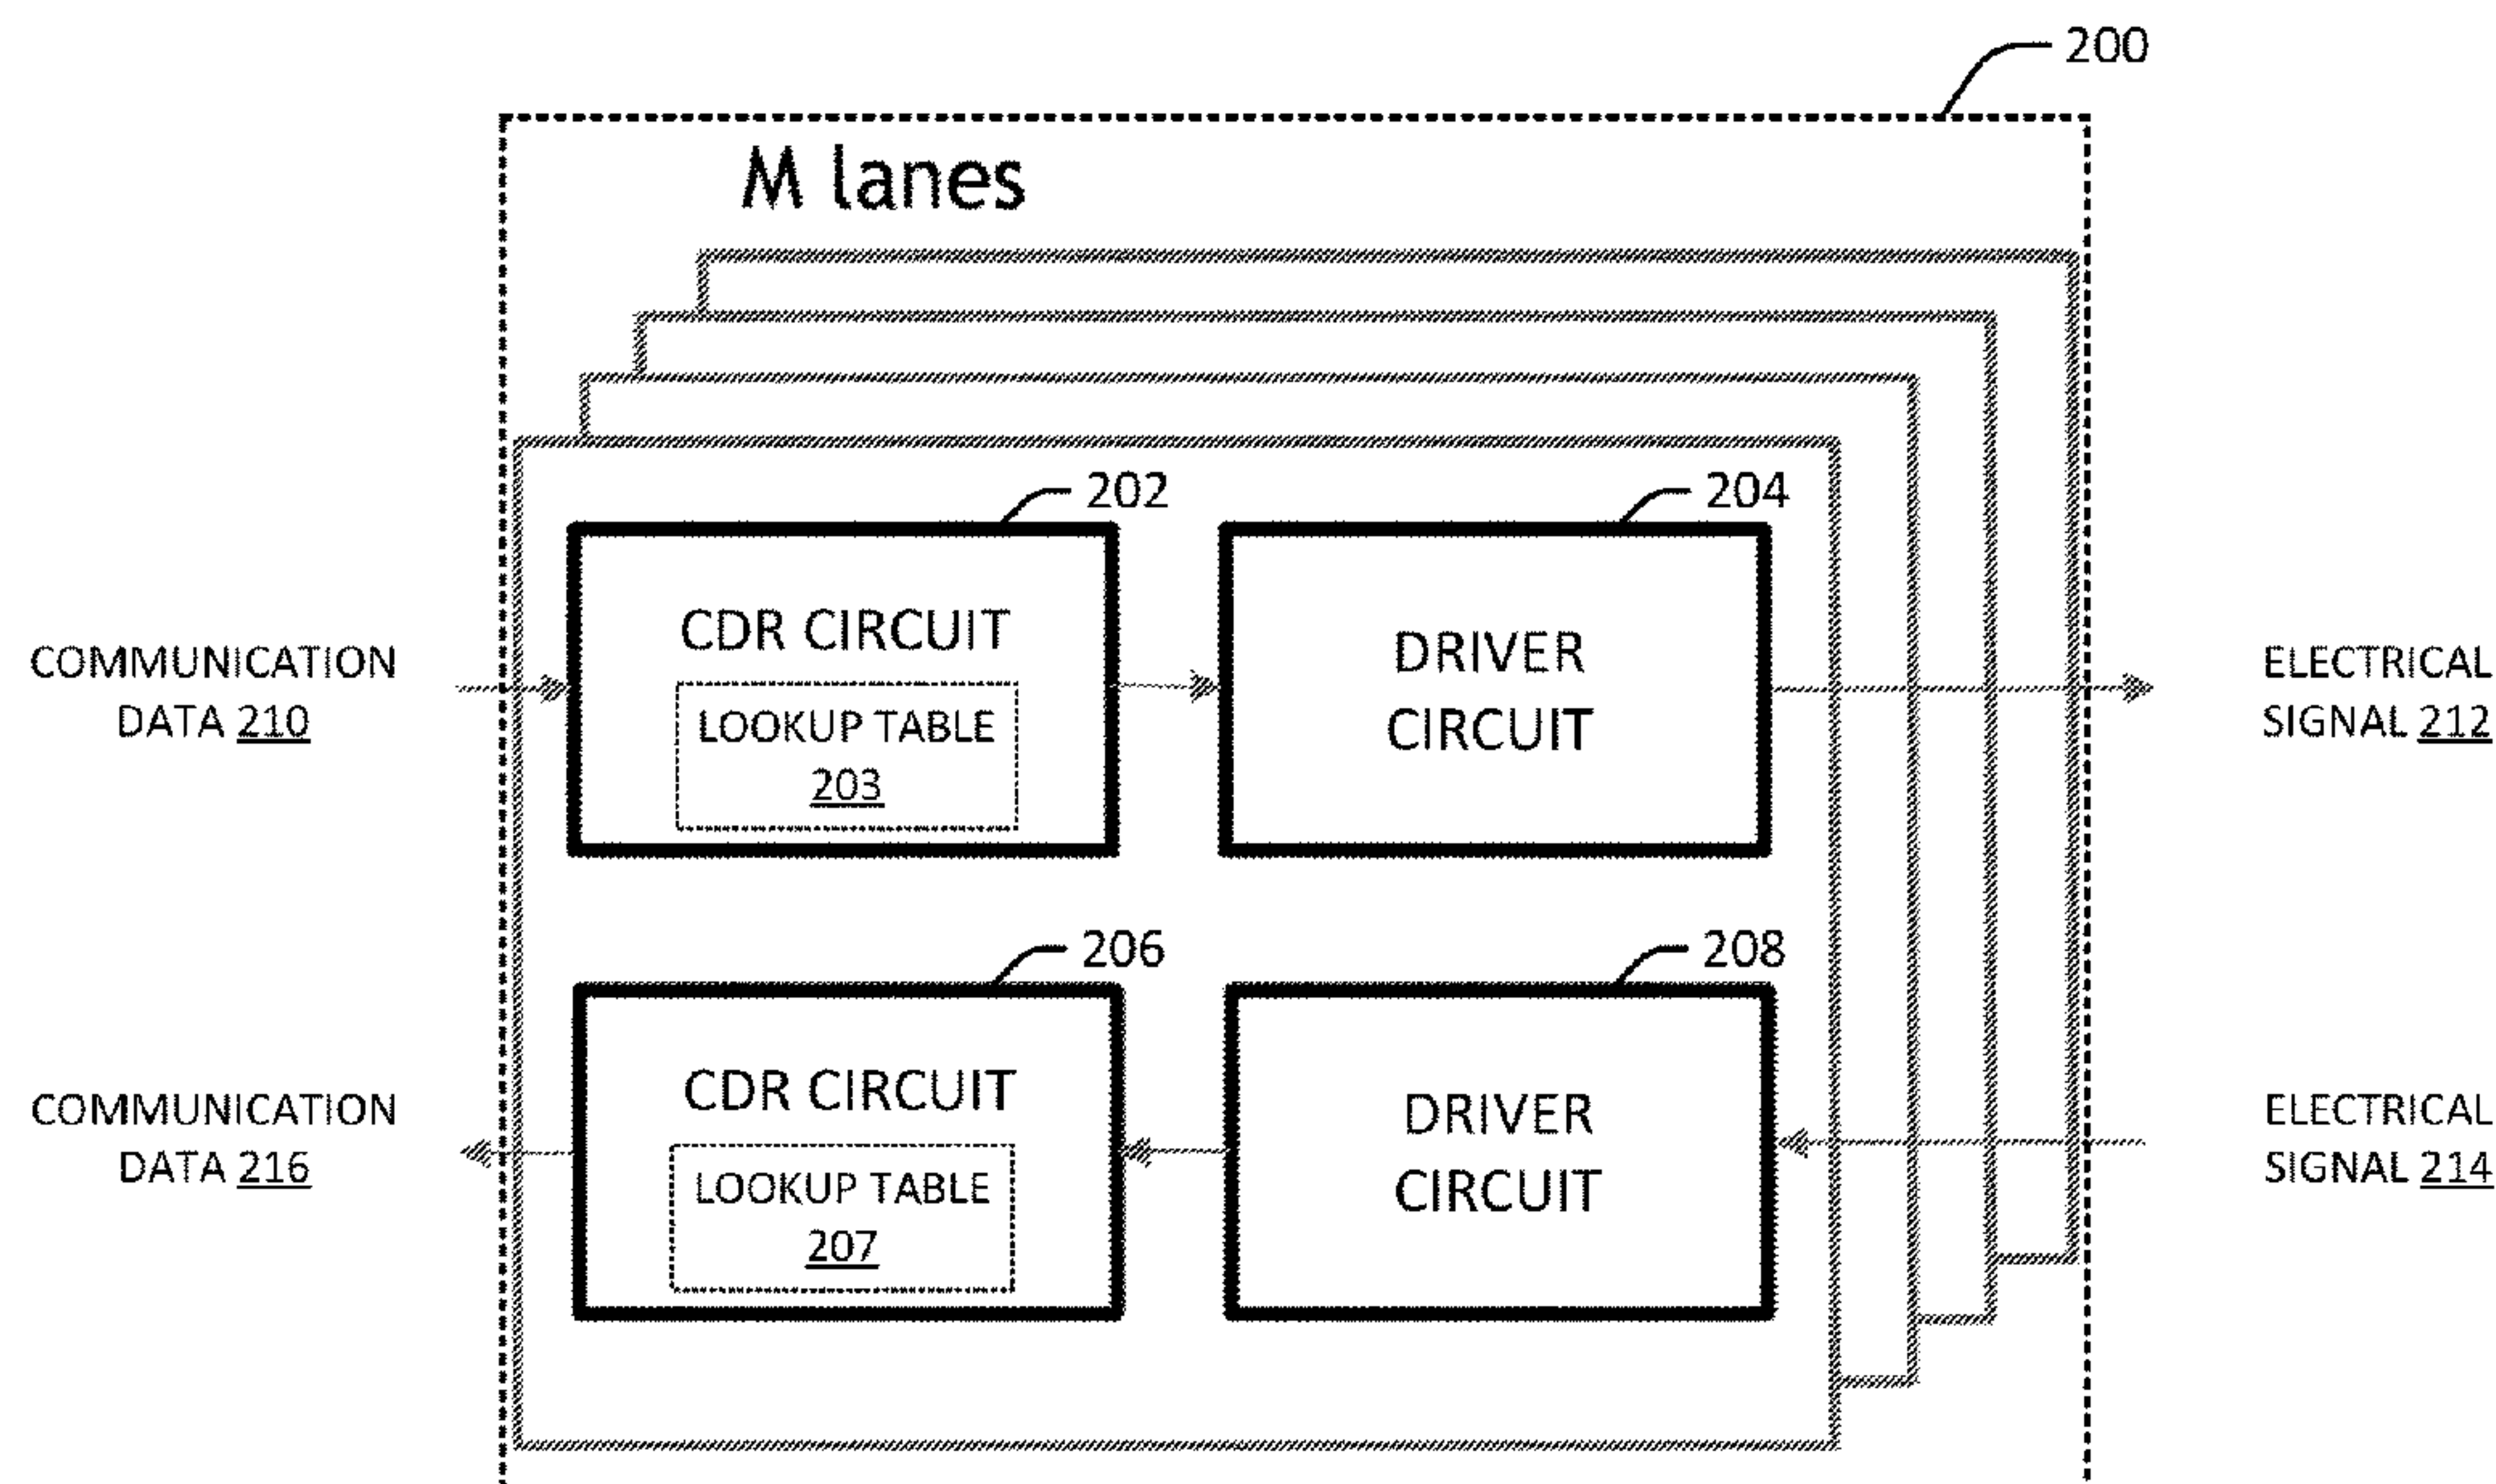 200
M lanes
202
204
CDR CIRCUIT
LOOKUP TABLE
203
DRIVER
CIRCUIT
COMMUNICATION
DATA 210
ELECTRICAL
SIGNAL 212
206
208
CDR CIRCUIT
LOOKUP TABLE
207
DRIVER
CIRCUIT
COMMUNICATION
DATA 216
ELECTRICAL
SIGNAL 214